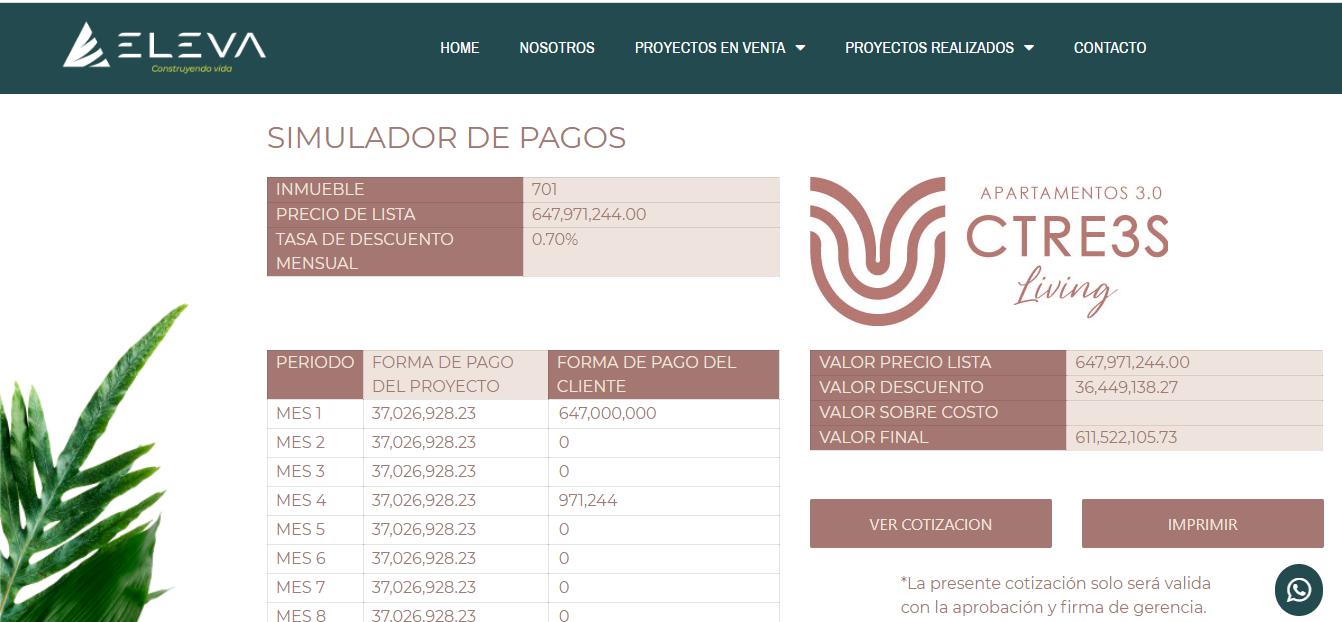 ELEVA
Construyendo vida
HOME NOSOTROS PROYECTOS EN VENTA PROYECTOS REALIZADOS CONTACTO
SIMULADOR DE PAGOS
INMUEBLE 701
PRECIO DE LISTA 647,971,244.00
TASA DE DESCUENTO 0.70%
MENSUAL
APARTAMENTOS 3.0
CTRE3S
Living
PERIODO FORMA DE PAGO FORMA DE PAGO DEL
DEL PROYECTO CLIENTE
MES 1 37,026,928.23 647,000,000
MES 2 37,026,928.23 0
MES 3 37,026,928.23 0
MES 4 37,026,928.23 971,244
MES 5 37,026,928.23 0
MES 6 37,026,928.23 0
MES 7 37,026,928.23 0
MES 8 37,026,928.23 0
VALOR PRECIO LISTA 647,971,244.00
VALOR DESCUENTO 36,449,138.27
VALOR SOBRE COSTO
VALOR FINAL 611,522,105.73
VER COTIZACION IMPRIMIR
*La presente cotización solo será valida
con la aprobación y firma de gerencia.